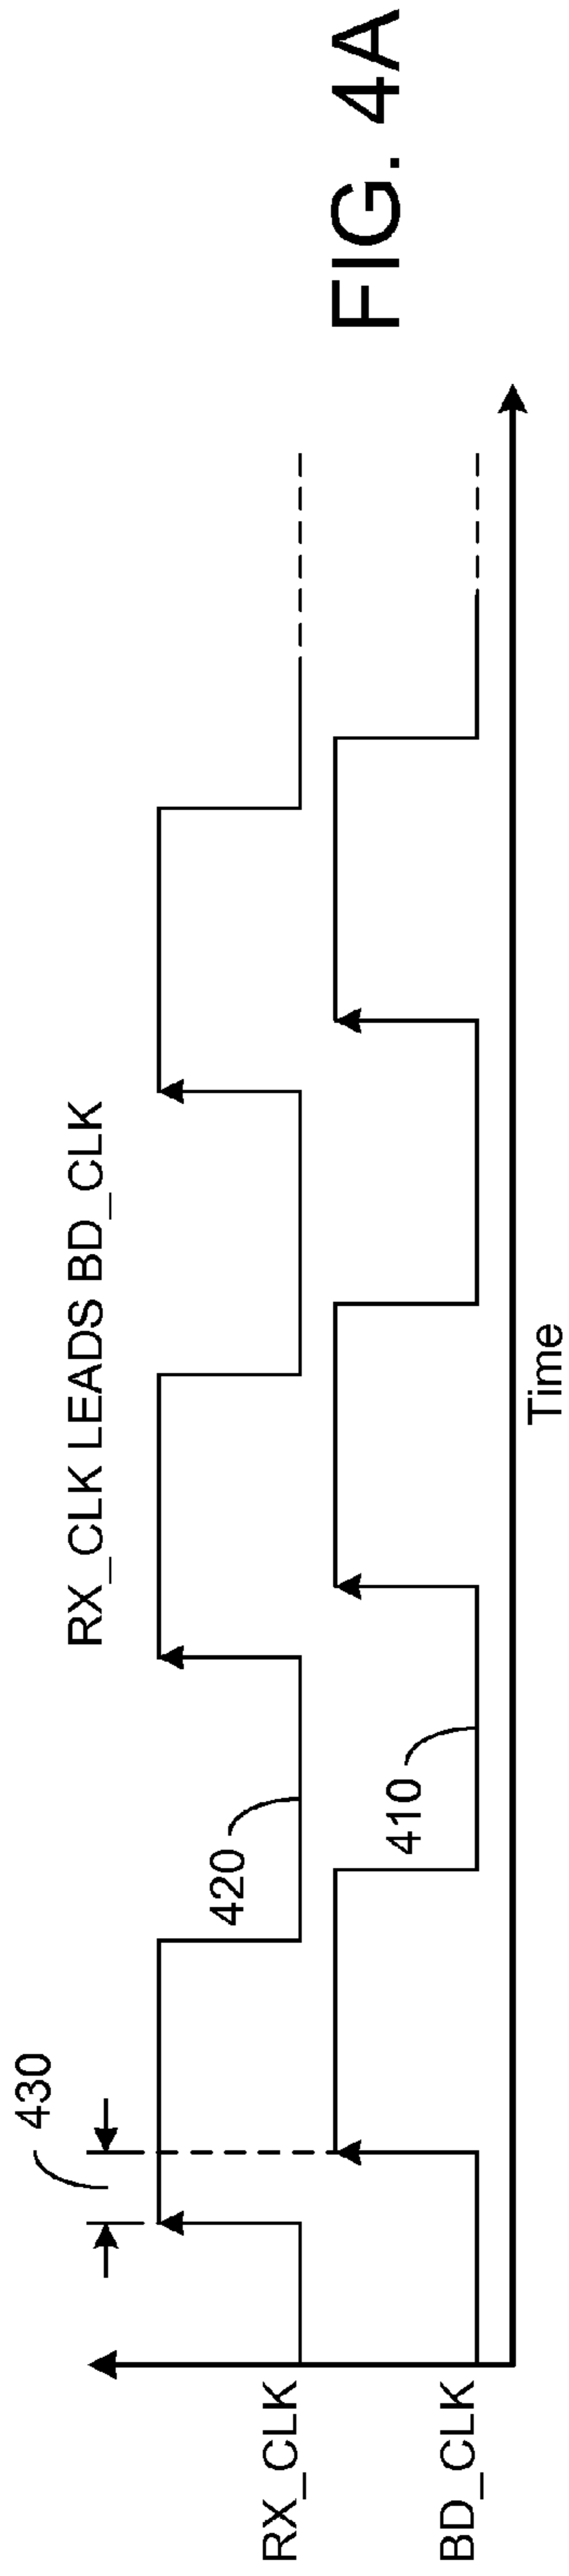 RX_CLK LEADS BD_CLK
430
RX_CLK
420
BD_CLK
410
Time
FIG. 4A